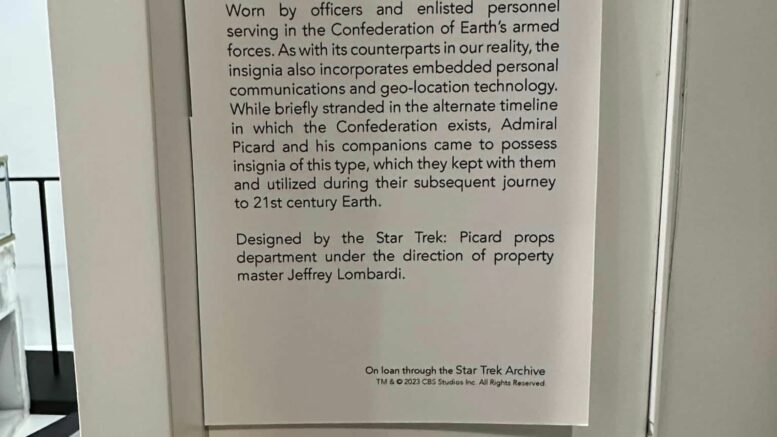 Worn by officers and enlisted personnel
serving in the Confederation of Earth's armed
forces. As with its counterparts in our reality, the
insignia also incorporates embedded personal
communications and geo-location technology.
While briefly stranded in the alternate timeline
in which the Confederation exists, Admiral
Picard and his companions came to possess
insignia of this type, which they kept with them
and utilized during their subsequent journey
to 21st century Earth.
Designed by the Star Trek: Picard props
department under the direction of property
master Jeffrey Lombardi.
On loan through the Star Trek Archive
TM & © 2023 CBS Studios Inc. All Rights Reserved.